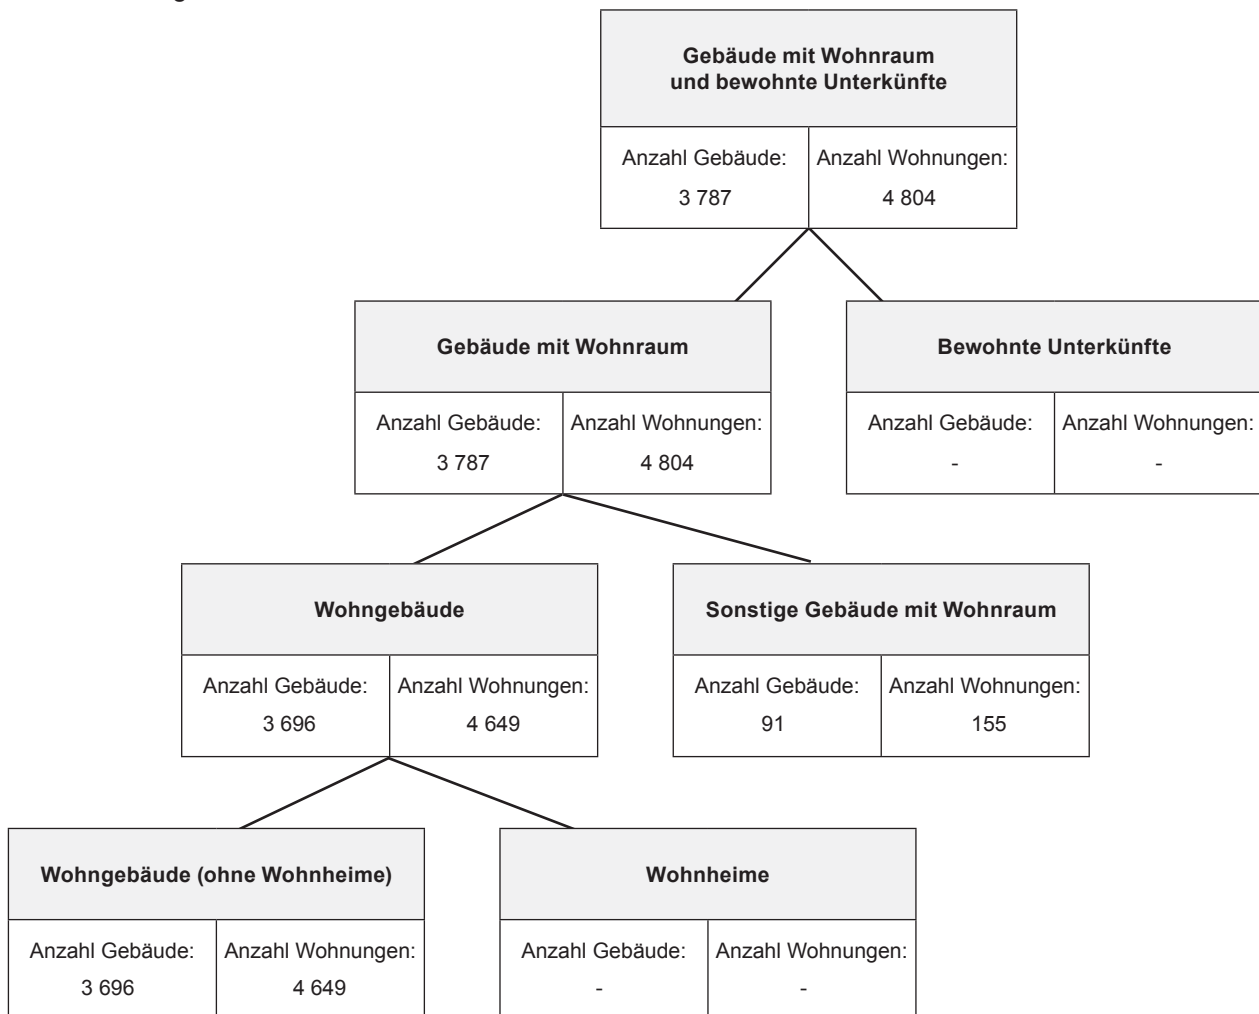 Gebäude mit Wohnraum
und bewohnte Unterkünfte
Anzahl Gebäude: Anzahl Wohnungen:
3 787 4 804
Gebäude mit Wohnraum
Anzahl Gebäude: Anzahl Wohnungen:
3 787 4 804
Bewohnte Unterkünfte
Anzahl Gebäude: Anzahl Wohnungen:
- -
Wohngebäude
Anzahl Gebäude: Anzahl Wohnungen:
3 696 4 649
Sonstige Gebäude mit Wohnraum
Anzahl Gebäude: Anzahl Wohnungen:
91 155
Wohngebäude (ohne Wohnheime)
Anzahl Gebäude: Anzahl Wohnungen:
3 696 4 649
Wohnheime
Anzahl Gebäude: Anzahl Wohnungen:
- -